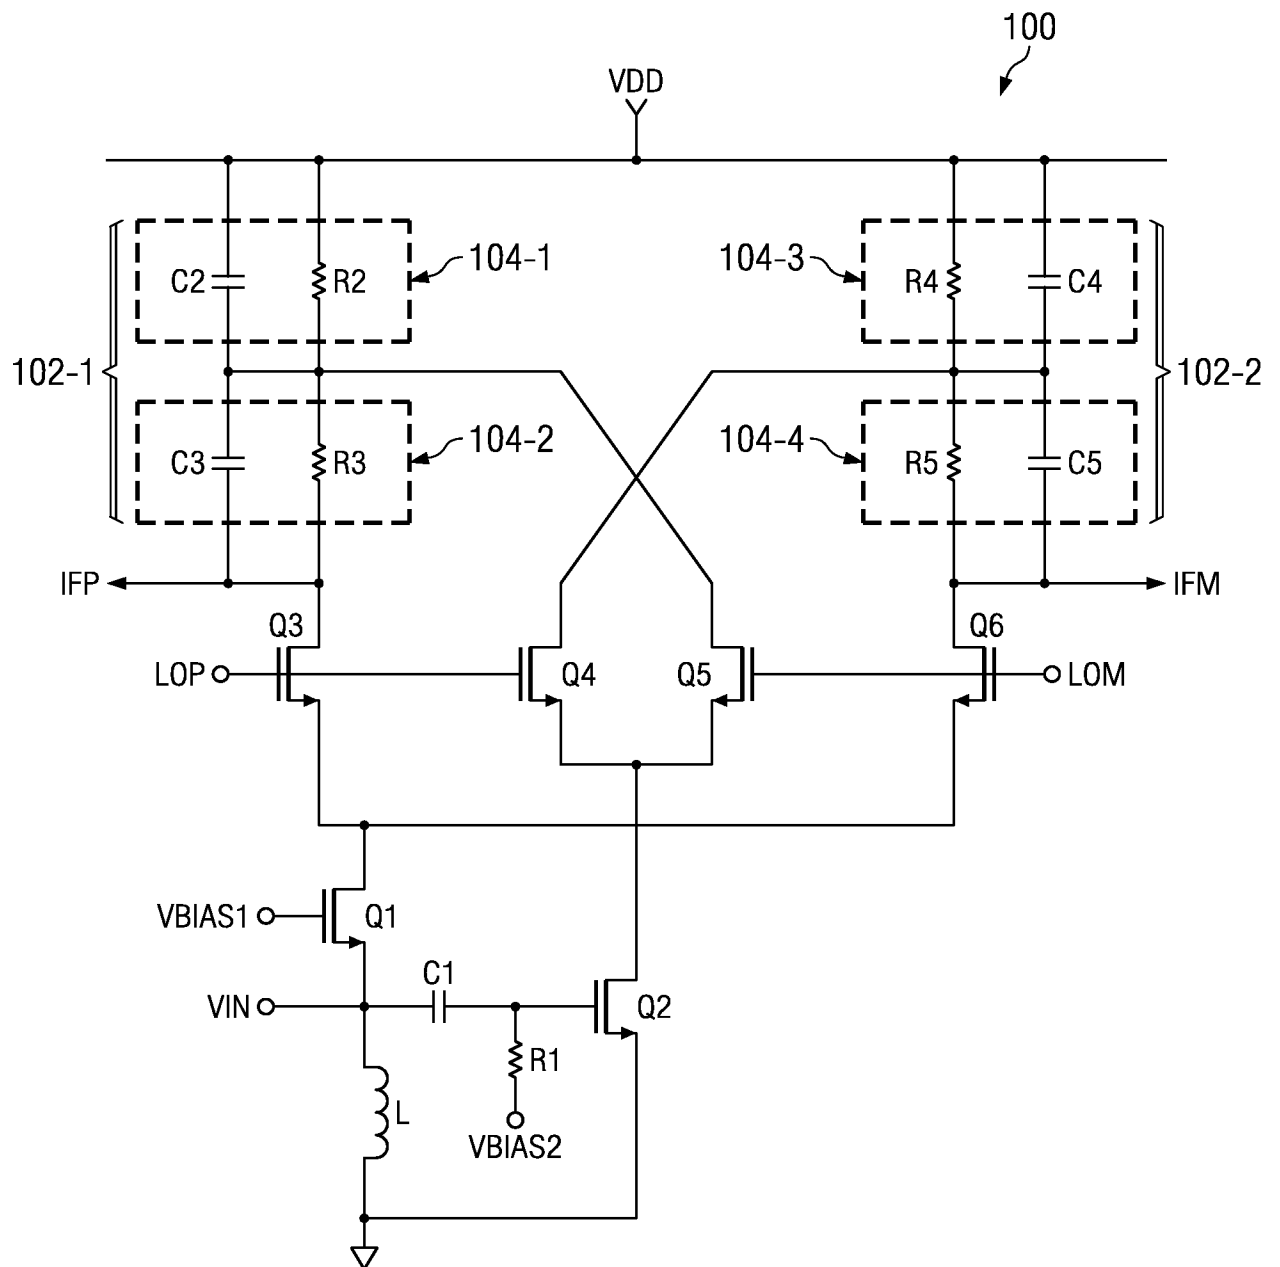 100
VDD
C2
R2
104-1
104-3
R4
C4
102-1
102-2
C3
R3
104-2
104-4
R5
C5
IFP
IFM
Q3
Q6
LOP
Q4
Q5
LOM
VBIAS1
Q1
C1
VIN
Q2
R1
L
VBIAS2